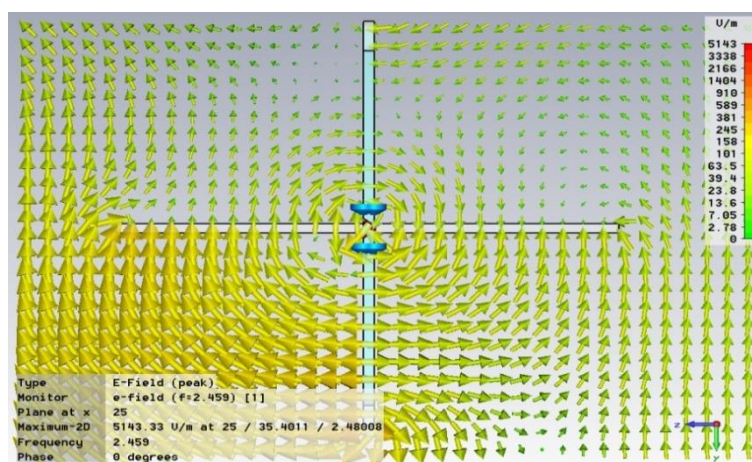 V/m
5143
3338
2166
1404
910
589
381
245
158
101
63.5
39.4
23.8
13.6
7.05
2.78
0
Type E-Field (peak)
Monitor e-field (f=2.459) [1]
Plane at x 25
Maximum-2D 5143.33 V/m at 25 / 35.4011 / 2.48008
Frequency 2.459
Phase 0 degrees
z
y